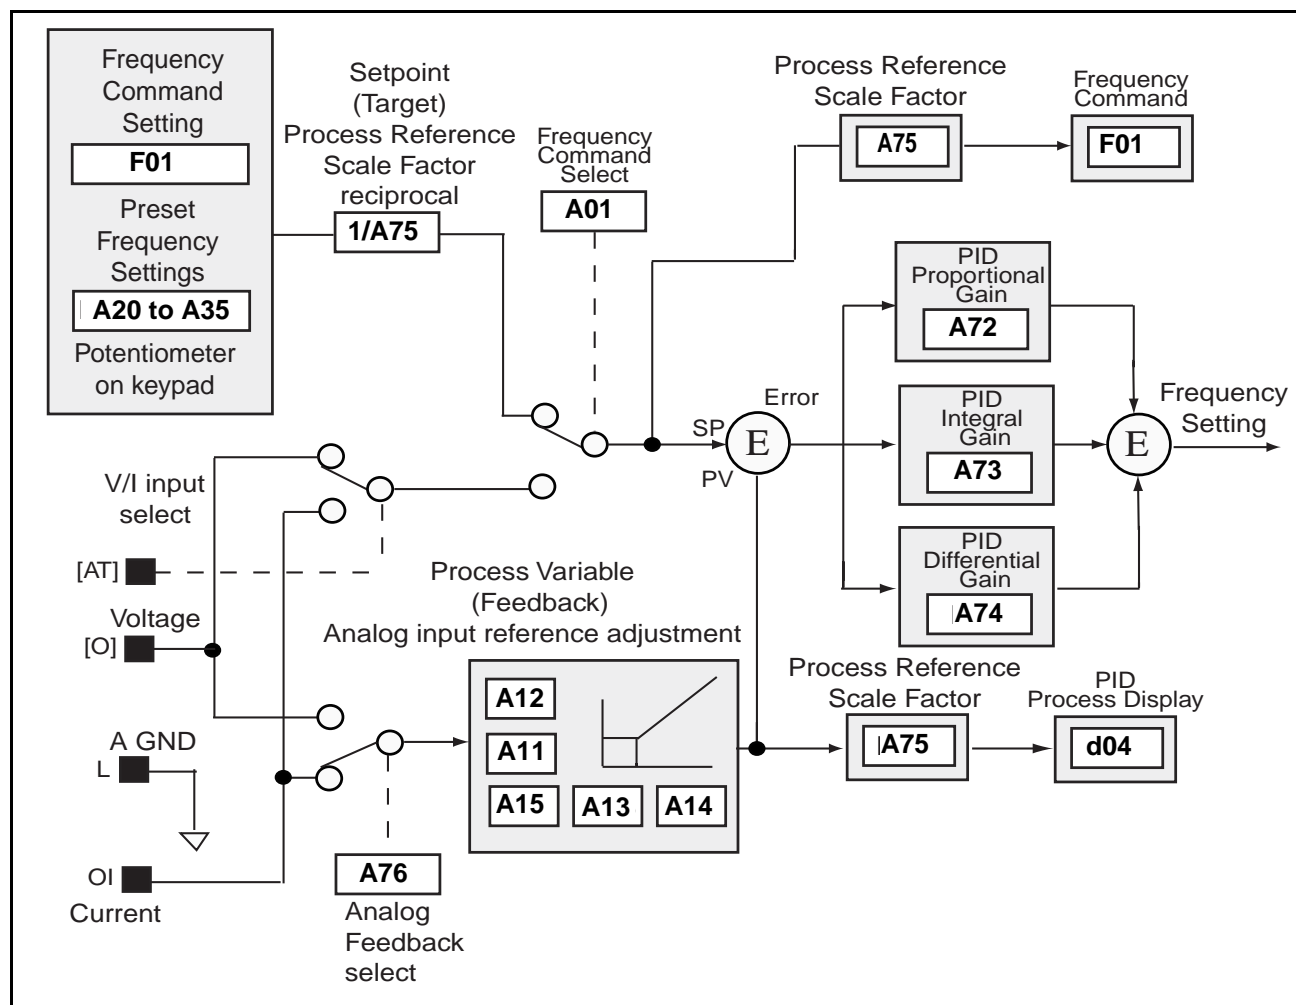 Frequency
Command
Setting
F01
Preset
Frequency
Settings
A20 to A35
Potentiometer
on keypad
Setpoint
(Target)
Process Reference
Scale Factor
reciprocal
1/A75
Frequency
Command
Select
A01
Process Reference
Scale Factor
A75
Frequency
Command
F01
PID
Proportional
Gain
A72
PID
Integral
Gain
A73
PID
Differential
Gain
A74
Error
SP
E
PV
E
Frequency
Setting
V/I input
select
[AT]
Voltage
[O]
A GND
L
OI
Current
Process Variable
(Feedback)
Analog input reference adjustment
A12
A11
A15
A13
A14
A76
Analog
Feedback
select
Process Reference
Scale Factor
A75
PID
Process Display
d04